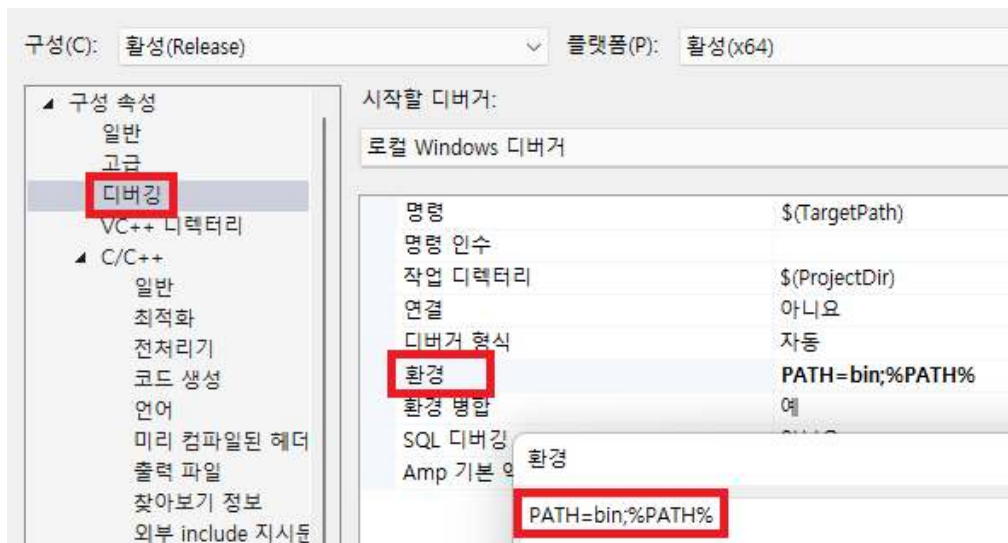 구성(C): 활성(Release) 플랫폼(P): 활성(x64)
구성 속성
일반
고급
디버깅
VC++ 디렉터리
C/C++
일반
최적화
전처리기
코드 생성
언어
미리 컴파일된 헤더
출력 파일
찾아보기 정보
외부 include 지시문
시작할 디버거:
로컬 Windows 디버거
명령 $(TargetPath)
명령 인수
작업 디렉터리 $(ProjectDir)
연결 아니요
디버거 형식 자동
환경 PATH=bin;%PATH%
환경 병합 예
SQL 디버깅
Amp 기본
환경
PATH=bin;%PATH%